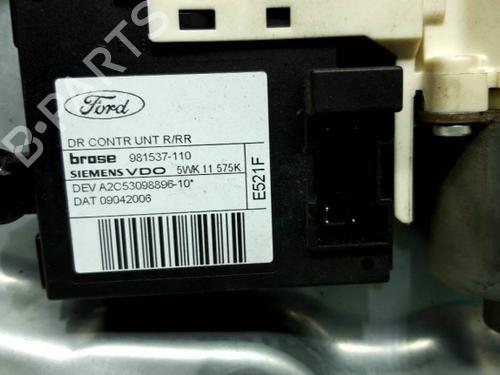 Ford
DR CONTR UNT R/RR
brose 981537-110
SIEMENS VDO 5WK 11 575K
DEV A2C53098896-10*
DAT 09042006
E521F
B-PARTS